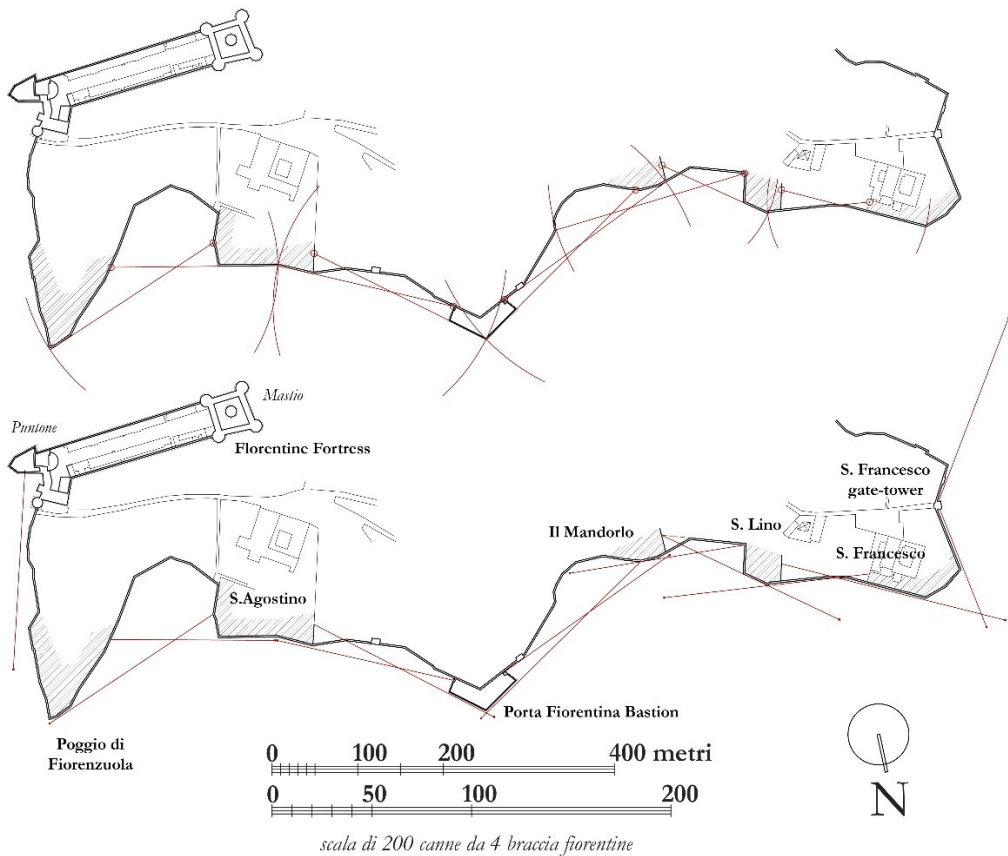 Mastio
Puntone
Florentine Fortress
S. Francesco
gate-tower
Il Mandorlo
S. Lino
S. Francesco
S.Agostino
Porta Fiorentina Bastion
Poggio di
Fiorenzuola
0 100 200 400 metri
0 50 100 200
scala di 200 canne da 4 braccia fiorentine
N